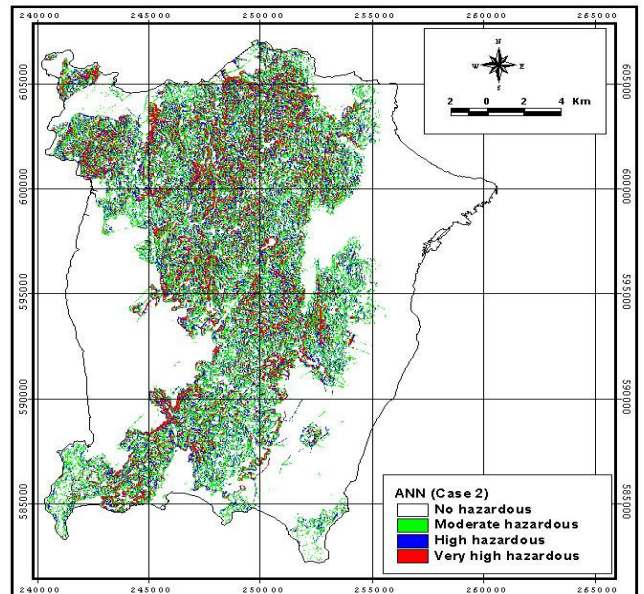 240000 245000 250000 255000 260000 265000
N
W E
S
2 0 2 4 Km
605000 605000
600000 600000
595000 595000
590000 590000
585000 585000
ANN (Case 2)
No hazardous
Moderate hazardous
High hazardous
Very high hazardous
240000 245000 250000 255000 260000 265000